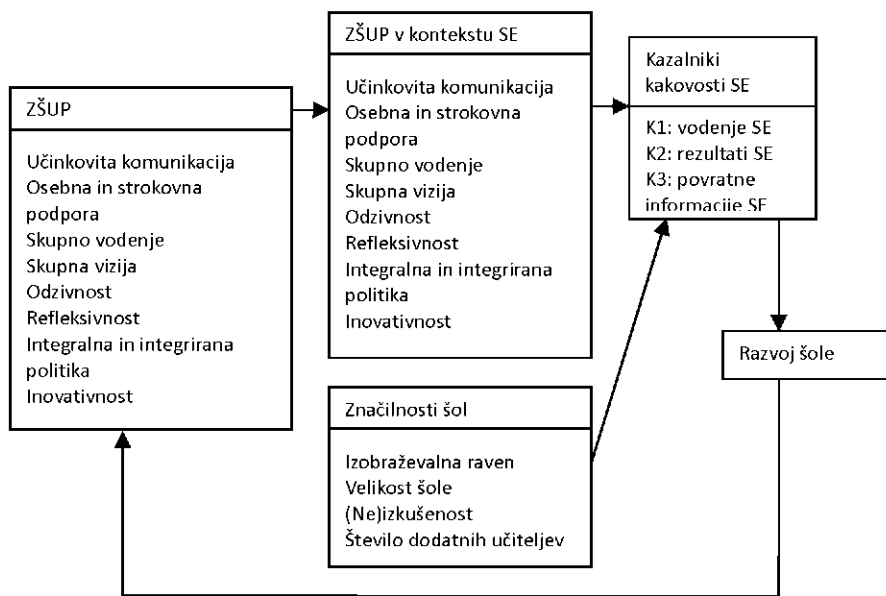 ZŠUP
Učinkovita komunikacija
Osebna in strokovna
podpora
Skupno vodenje
Skupna vizija
Odzivnost
Refleksivnost
Integralna in integrirana
politika
Inovativnost
ZŠUP v kontekstu SE
Učinkovita komunikacija
Osebna in strokovna
podpora
Skupno vodenje
Skupna vizija
Odzivnost
Refleksivnost
Integralna in integrirana
politika
Inovativnost
Značilnosti šol
Izobraževalna raven
Velikost šole
(Ne)izkušenost
Število dodatnih učiteljev
Kazalniki
kakovosti SE
K1: vodenje SE
K2: rezultati SE
K3: povratne
informacije SE
Razvoj šole